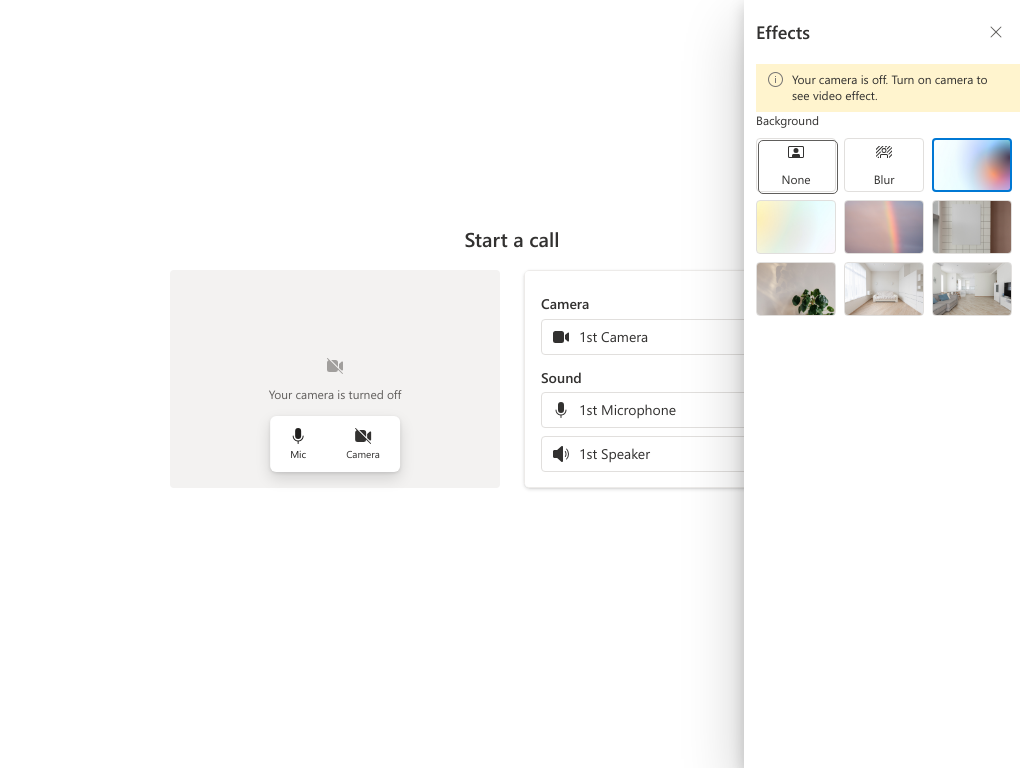 Effects
Your camera is off. Turn on camera to
see video effect.
Background
None
Blur
Start a call
Your camera is turned off
Mic
Camera
Camera
1st Camera
Sound
1st Microphone
1st Speaker